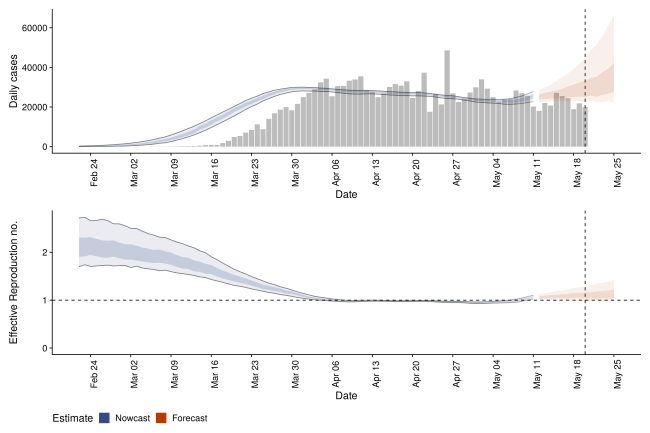 Daily cases
60000
40000
20000
0
Feb 24
Mar 02
Mar 09
Mar 16
Mar 23
Mar 30
Apr 06
Apr 13
Apr 20
Apr 27
May 04
May 11
May 18
May 25
Date
Effective Reproduction no.
2
1
0
Feb 24
Mar 02
Mar 09
Mar 16
Mar 23
Mar 30
Apr 06
Apr 13
Apr 20
Apr 27
May 04
May 11
May 18
May 25
Date
Estimate Nowcast Forecast